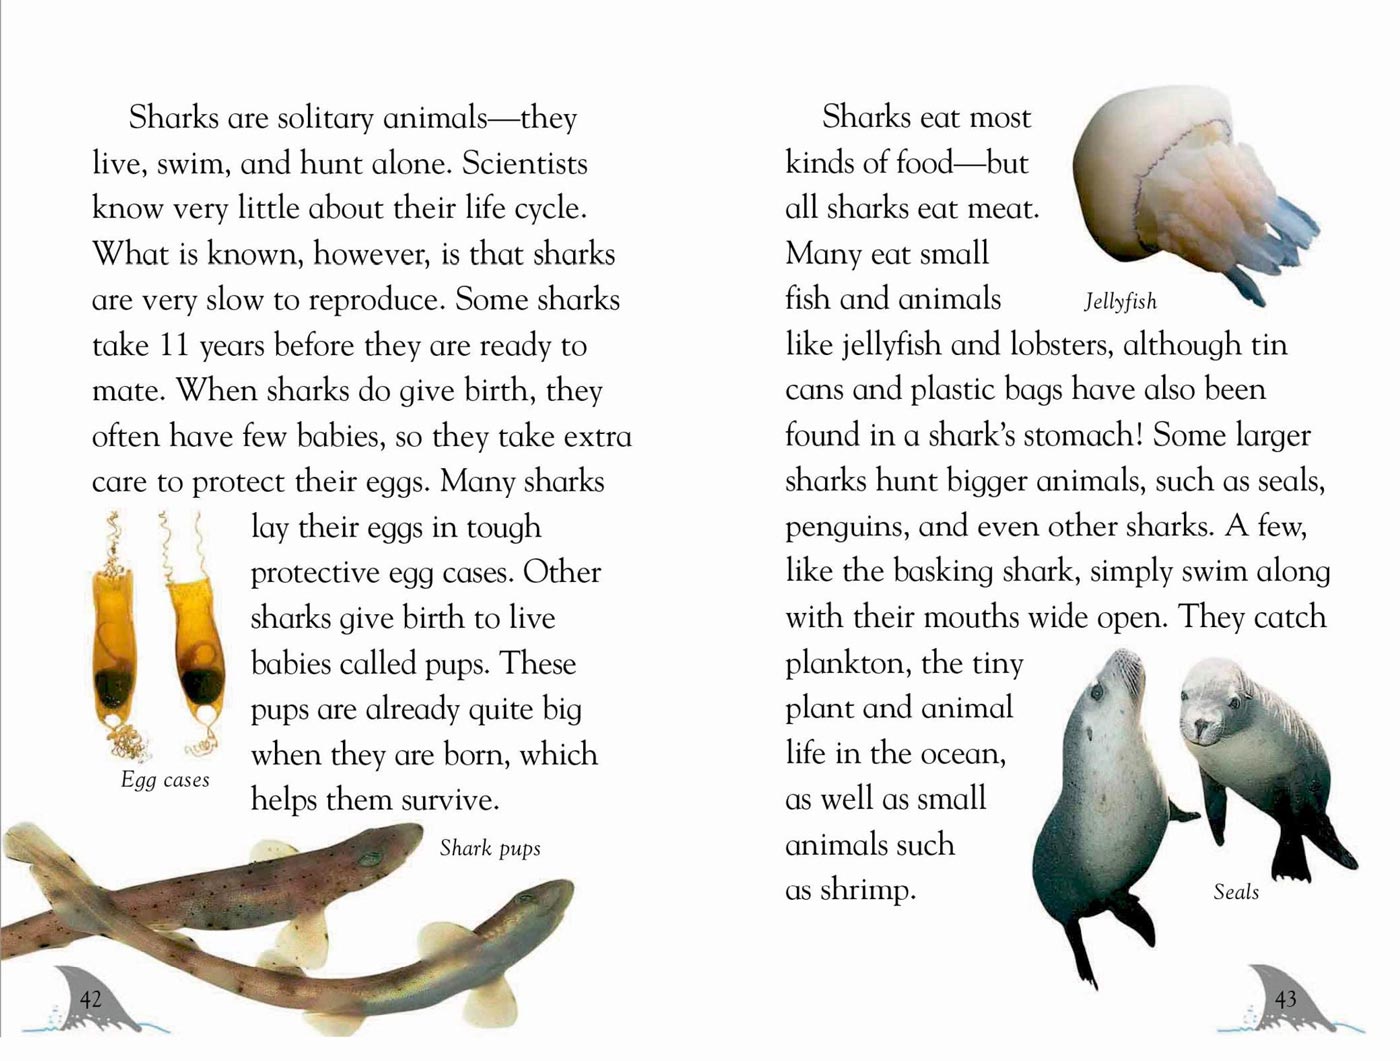 Sharks are solitary animals—they
live, swim, and hunt alone. Scientists
know very little about their life cycle.
What is known, however, is that sharks
are very slow to reproduce. Some sharks
take 11 years before they are ready to
mate. When sharks do give birth, they
often have few babies, so they take extra
care to protect their eggs. Many sharks
lay their eggs in tough
protective egg cases. Other
sharks give birth to live
babies called pups. These
pups are already quite big
when they are born, which
helps them survive.
Egg cases
Shark pups
42
Sharks eat most
kinds of food—but
all sharks eat meat.
Many eat small
fish and animals
like jellyfish and lobsters, although tin
cans and plastic bags have also been
found in a shark's stomach! Some larger
sharks hunt bigger animals, such as seals,
penguins, and even other sharks. A few,
like the basking shark, simply swim along
with their mouths wide open. They catch
plankton, the tiny
plant and animal
life in the ocean,
as well as small
animals such
as shrimp.
Jellyfish
Seals
43